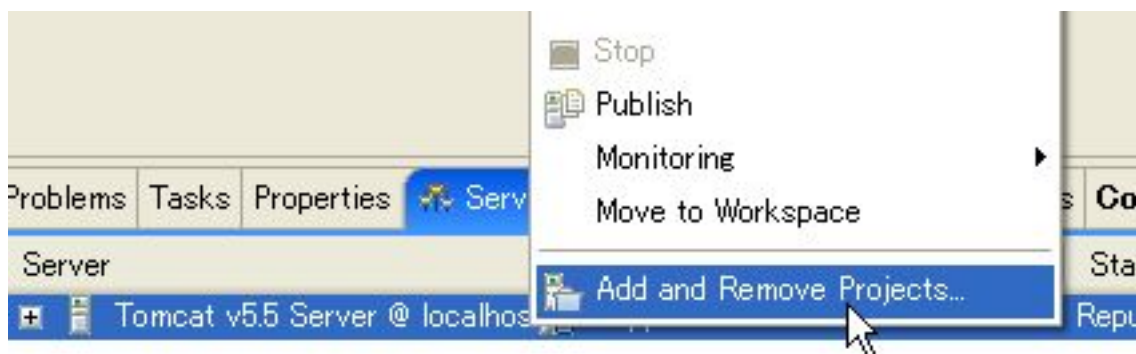 Stop
Publish
Monitoring
Move to Workspace
Problems Tasks Properties Serv s Co
Server Sta
Add and Remove Projects...
Tomcat v5.5 Server @ localhos Repu